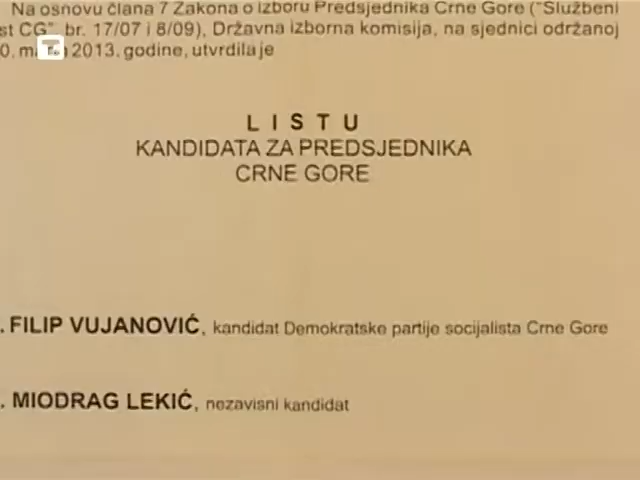 Na osnovu člana 7 Zakona o izboru Predsjednika Crne Gore ("Službeni
st CG", br. 17/07 i 8/09), Državna izborna komisija, na sjednici održanoj
0. 2013. godine, utvrdila je
L I S T U
KANDIDATA ZA PREDSJEDNIKA
CRNE GORE
. FILIP VUJANOVIĆ, kandidat Demokratske partije socijalista Crne Gore
. MIODRAG LEKIĆ, nezavisni kandidat